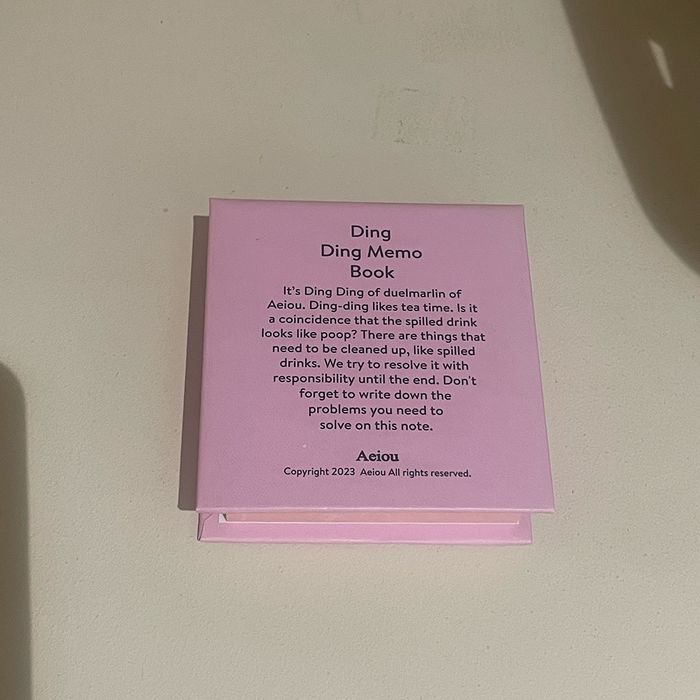 Ding
Ding Memo
Book
It's Ding Ding of duelmarlin of
Aeiou. Ding-ding likes tea time. Is it
a coincidence that the spilled drink
looks like poop? There are things that
need to be cleaned up, like spilled
drinks. We try to resolve it with
responsibility until the end. Don't
forget to write down the
problems you need to
solve on this note.
Aeiou
Copyright 2023 Aeiou All rights reserved.